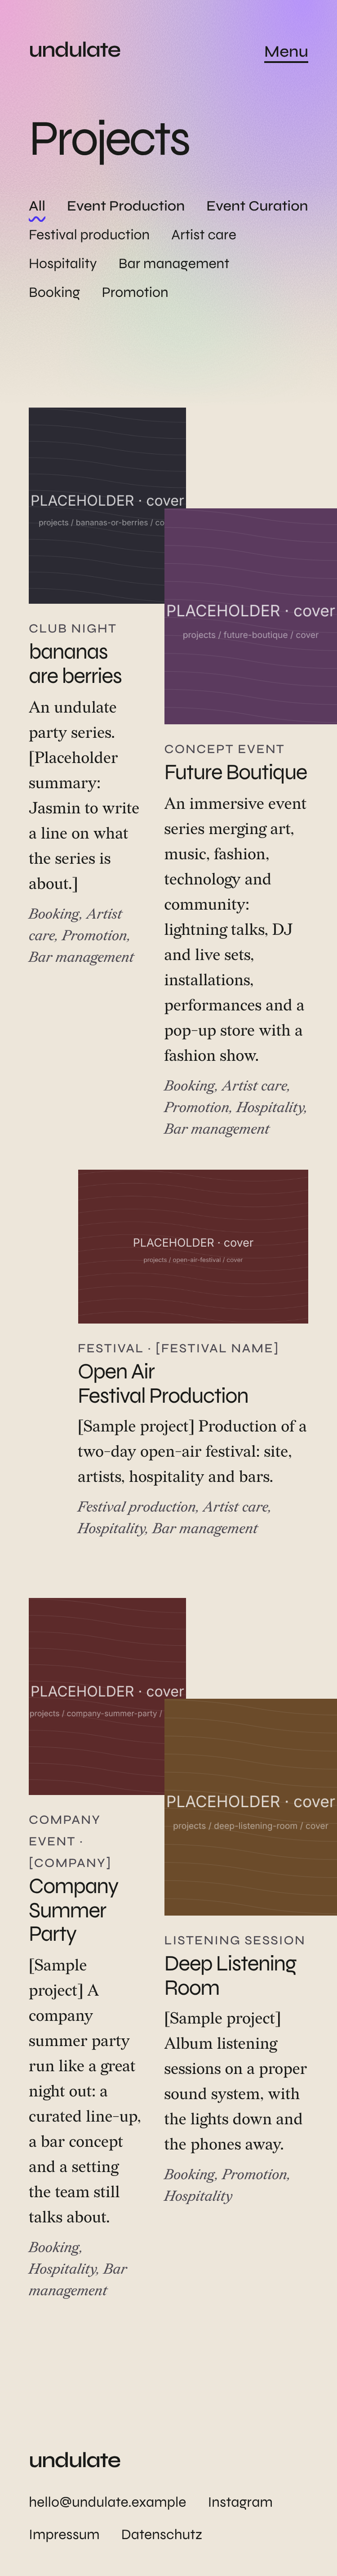 undulate
Menu
Projects
All Event Production Event Curation
Festival production Artist care
Hospitality Bar management
Booking Promotion
PLACEHOLDER · cover
projects / bananas-or-berries / co
CLUB NIGHT
bananas
are berries
An undulate
party series.
[Placeholder
summary:
Jasmin to write
a line on what
the series is
about.]
Booking, Artist
care, Promotion,
Bar management
PLACEHOLDER · cover
projects / future-boutique / cover
CONCEPT EVENT
Future Boutique
An immersive event
series merging art,
music, fashion,
technology and
community:
lightning talks, DJ
and live sets,
installations,
performances and a
pop-up store with a
fashion show.
Booking, Artist care,
Promotion, Hospitality,
Bar management
PLACEHOLDER · cover
projects / open-air-festival / cover
FESTIVAL · [FESTIVAL NAME]
Open Air
Festival Production
[Sample project] Production of a
two-day open-air festival: site,
artists, hospitality and bars.
Festival production, Artist care,
Hospitality, Bar management
PLACEHOLDER · cover
projects / company-summer-party /
COMPANY
EVENT ·
[COMPANY]
Company
Summer
Party
[Sample
project] A
company
summer party
run like a great
night out: a
curated line-up,
a bar concept
and a setting
the team still
talks about.
Booking,
Hospitality, Bar
management
PLACEHOLDER · cover
projects / deep-listening-room / cover
LISTENING SESSION
Deep Listening
Room
[Sample project]
Album listening
sessions on a proper
sound system, with
the lights down and
the phones away.
Booking, Promotion,
Hospitality
undulate
hello@undulate.example Instagram
Impressum Datenschutz